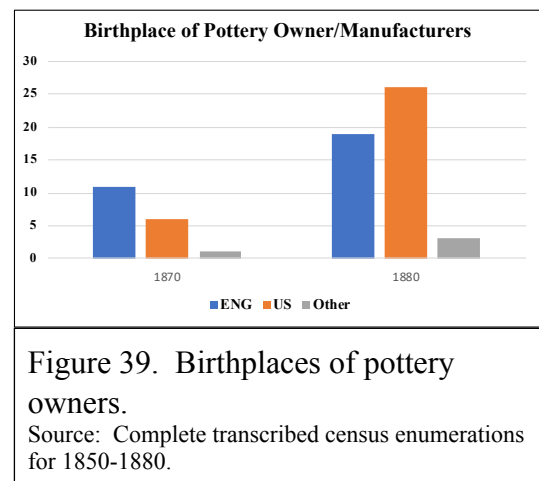 Birthplace of Pottery Owner/Manufacturers
30
25
20
15
10
5
0
1870 1880
ENG US Other
Figure 39. Birthplaces of pottery
owners.
Source: Complete transcribed census enumerations
for 1850-1880.